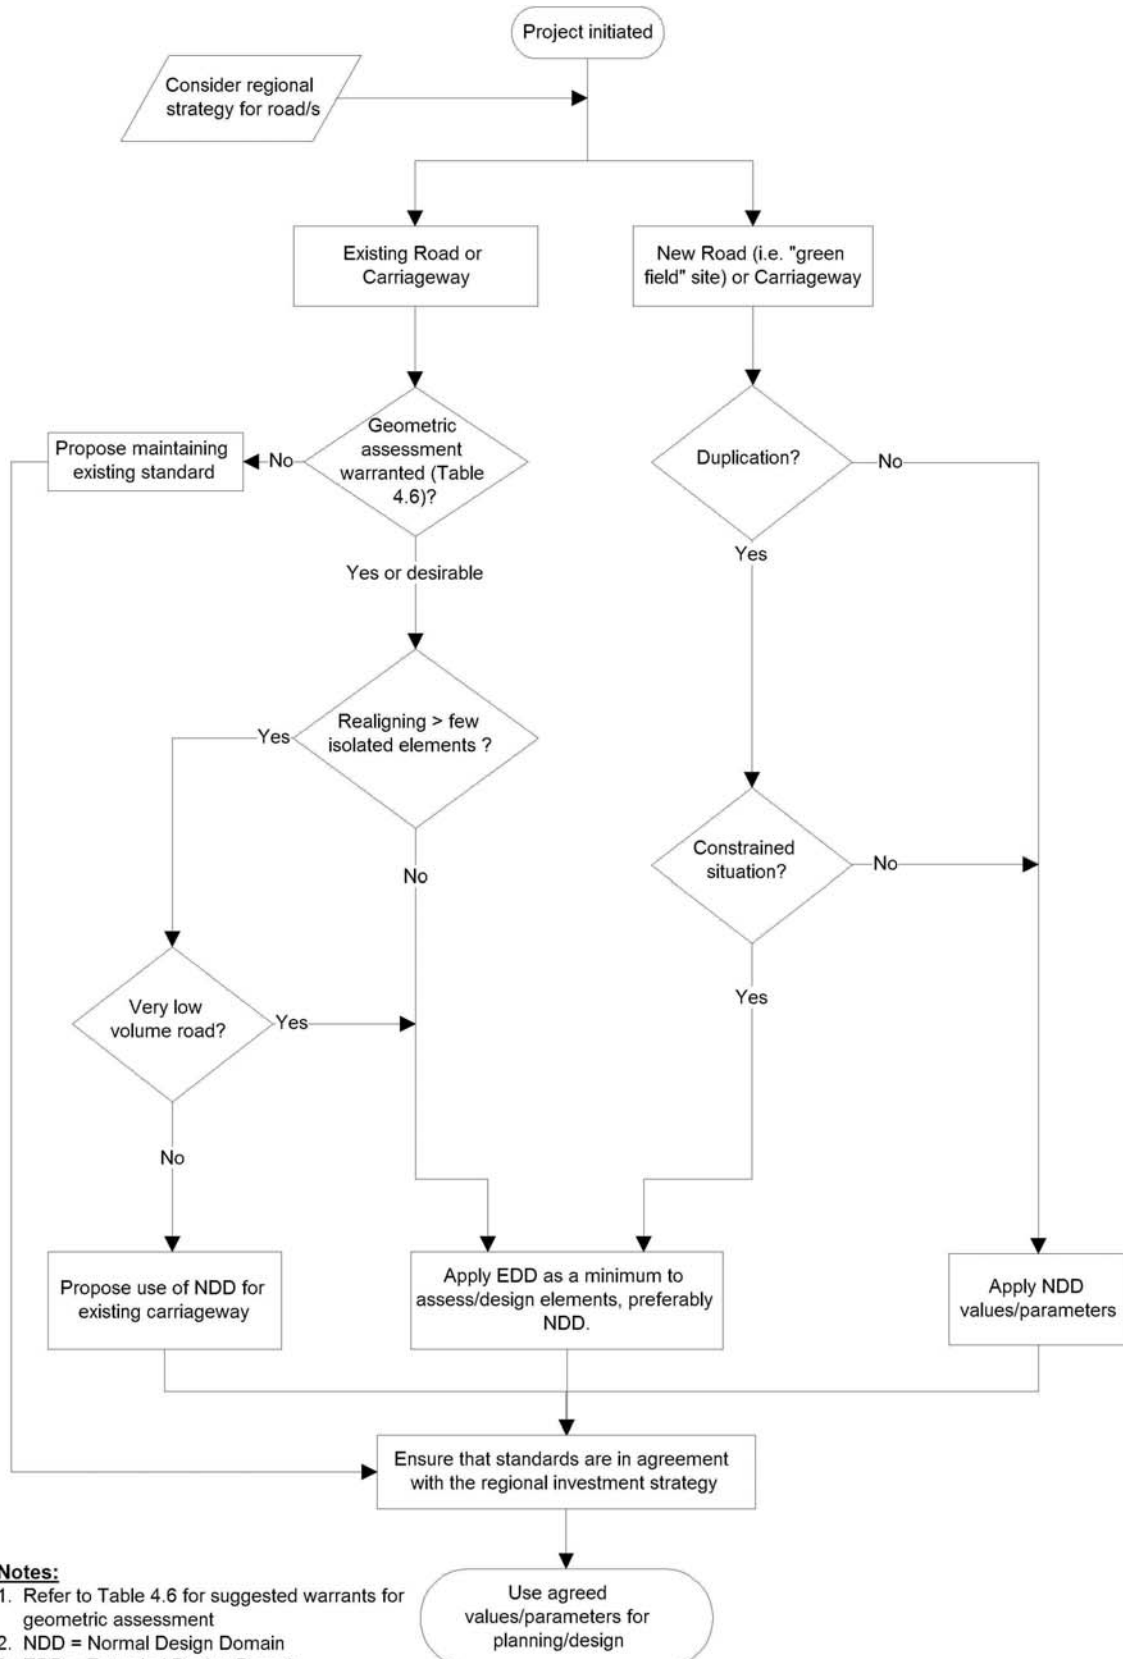 Project initiated
Consider regional
strategy for road/s
Existing Road or
Carriageway
New Road (i.e. "green
field" site) or Carriageway
Geometric
assessment
warranted (Table
4.6)?
Propose maintaining
existing standard
No
Duplication?
No
Yes
Yes or desirable
Realigning > few
isolated elements ?
Yes
No
Constrained
situation?
No
Yes
Very low
volume road?
Yes
No
Propose use of NDD for
existing carriageway
Apply EDD as a minimum to
assess/design elements, preferably
NDD.
Apply NDD
values/parameters
Ensure that standards are in agreement
with the regional investment strategy
Use agreed
values/parameters for
planning/design
Notes:
1. Refer to Table 4.6 for suggested warrants for
geometric assessment
2. NDD = Normal Design Domain